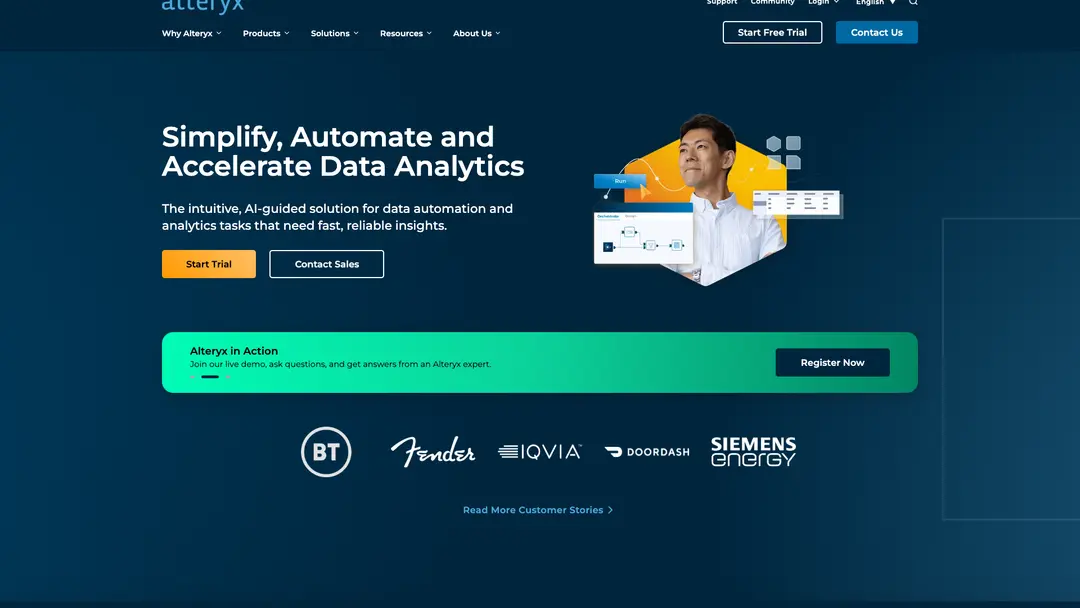 alteryx
Support Community Login English
Why Alteryx Products Solutions Resources About Us
Start Free Trial
Contact Us
Simplify, Automate and
Accelerate Data Analytics
The intuitive, AI-guided solution for data automation and
analytics tasks that need fast, reliable insights.
Start Trial
Contact Sales
Run
Alteryx in Action
Join our live demo, ask questions, and get answers from an Alteryx expert.
Register Now
BT
Fender
IQVIA™
DOORDASH
SIEMENS
energy
Read More Customer Stories